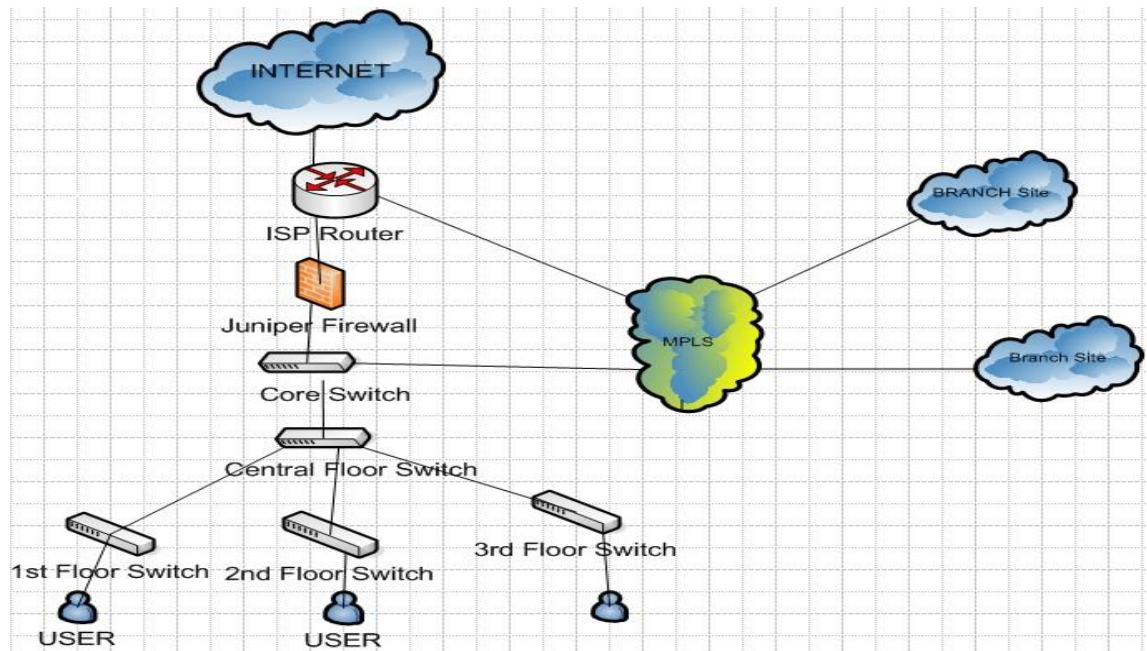 INTERNET
BRANCH Site
ISP Router
Juniper Firewall
MPLS
Branch Site
Core Switch
Central Floor Switch
1st Floor Switch
2nd Floor Switch
3rd Floor Switch
USER
USER